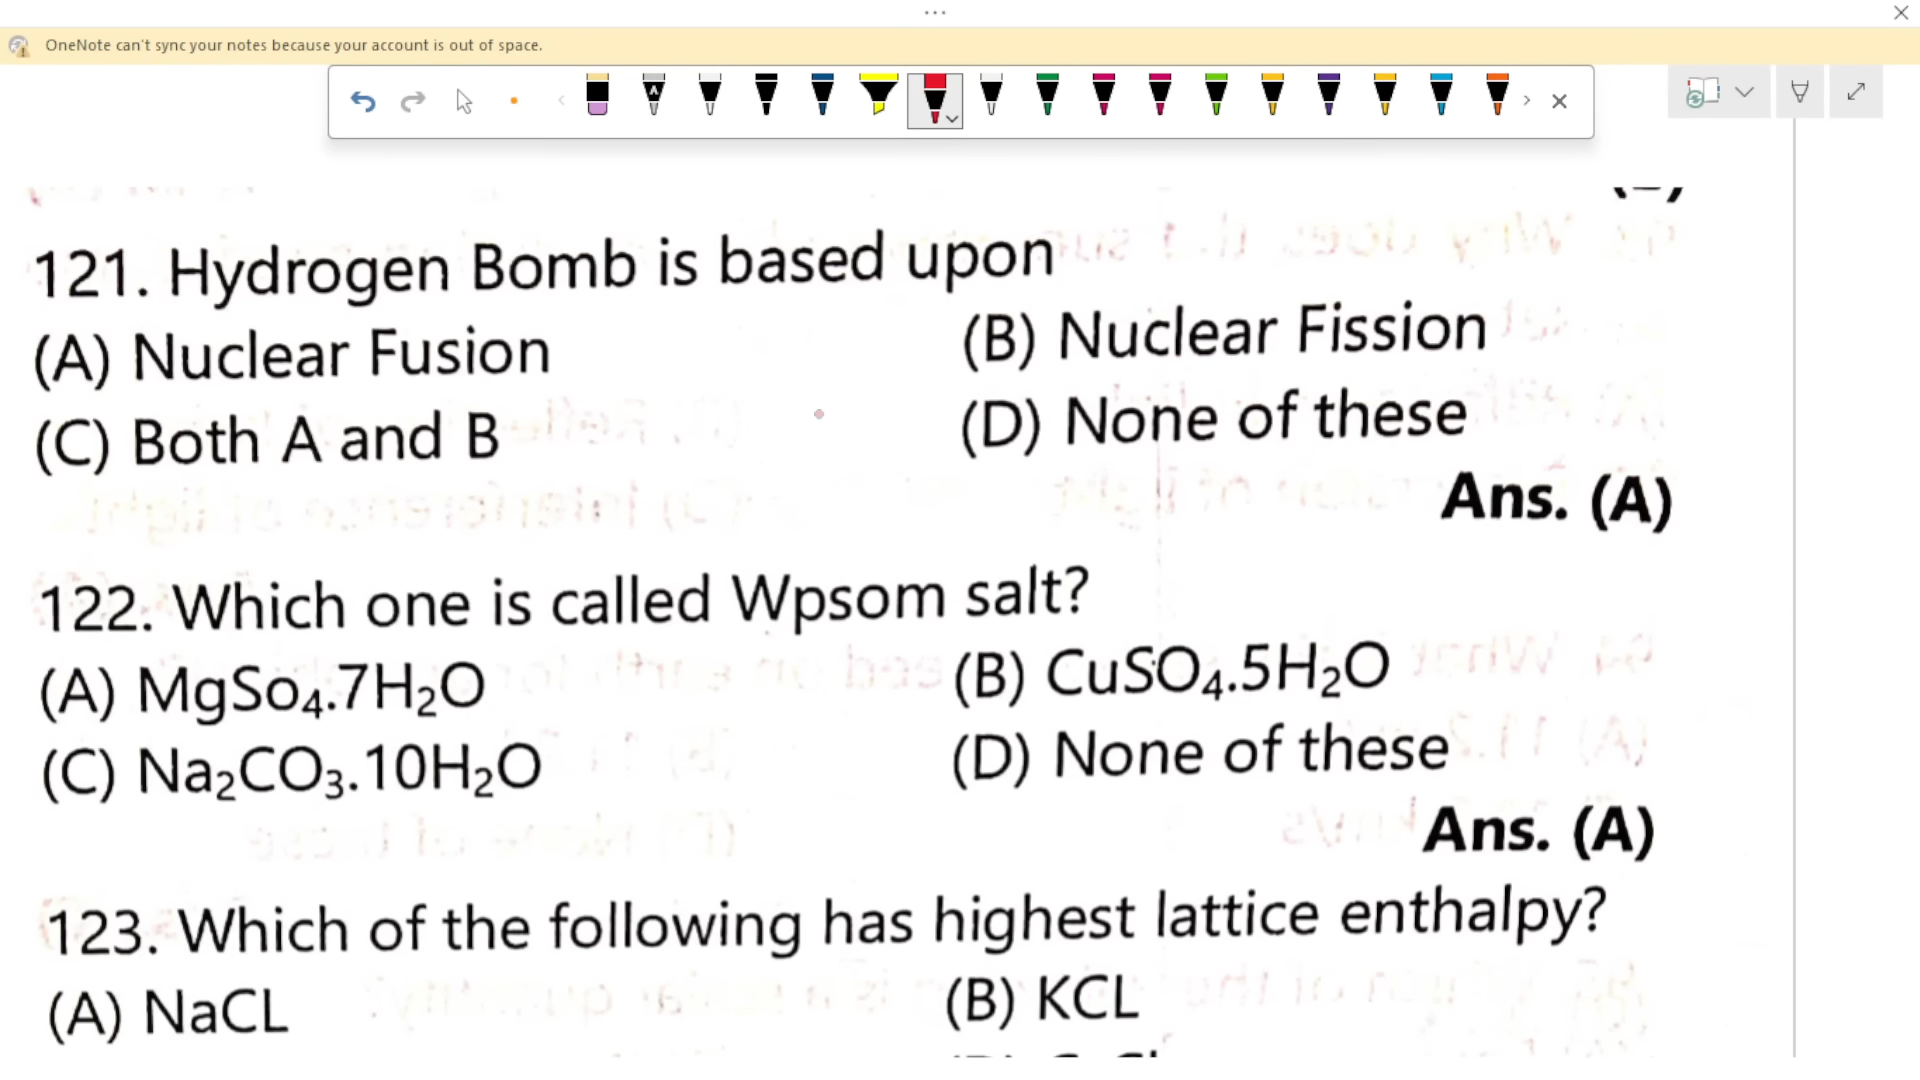 OneNote can't sync your notes because your account is out of space.
121. Hydrogen Bomb is based upon
(A) Nuclear Fusion (B) Nuclear Fission
(C) Both A and B (D) None of these
Ans. (A)
122. Which one is called Wpsom salt?
(A) MgSo₄.7H₂O (B) CuSO₄.5H₂O
(C) Na₂CO₃.10H₂O (D) None of these
Ans. (A)
123. Which of the following has highest lattice enthalpy?
(A) NaCL (B) KCL